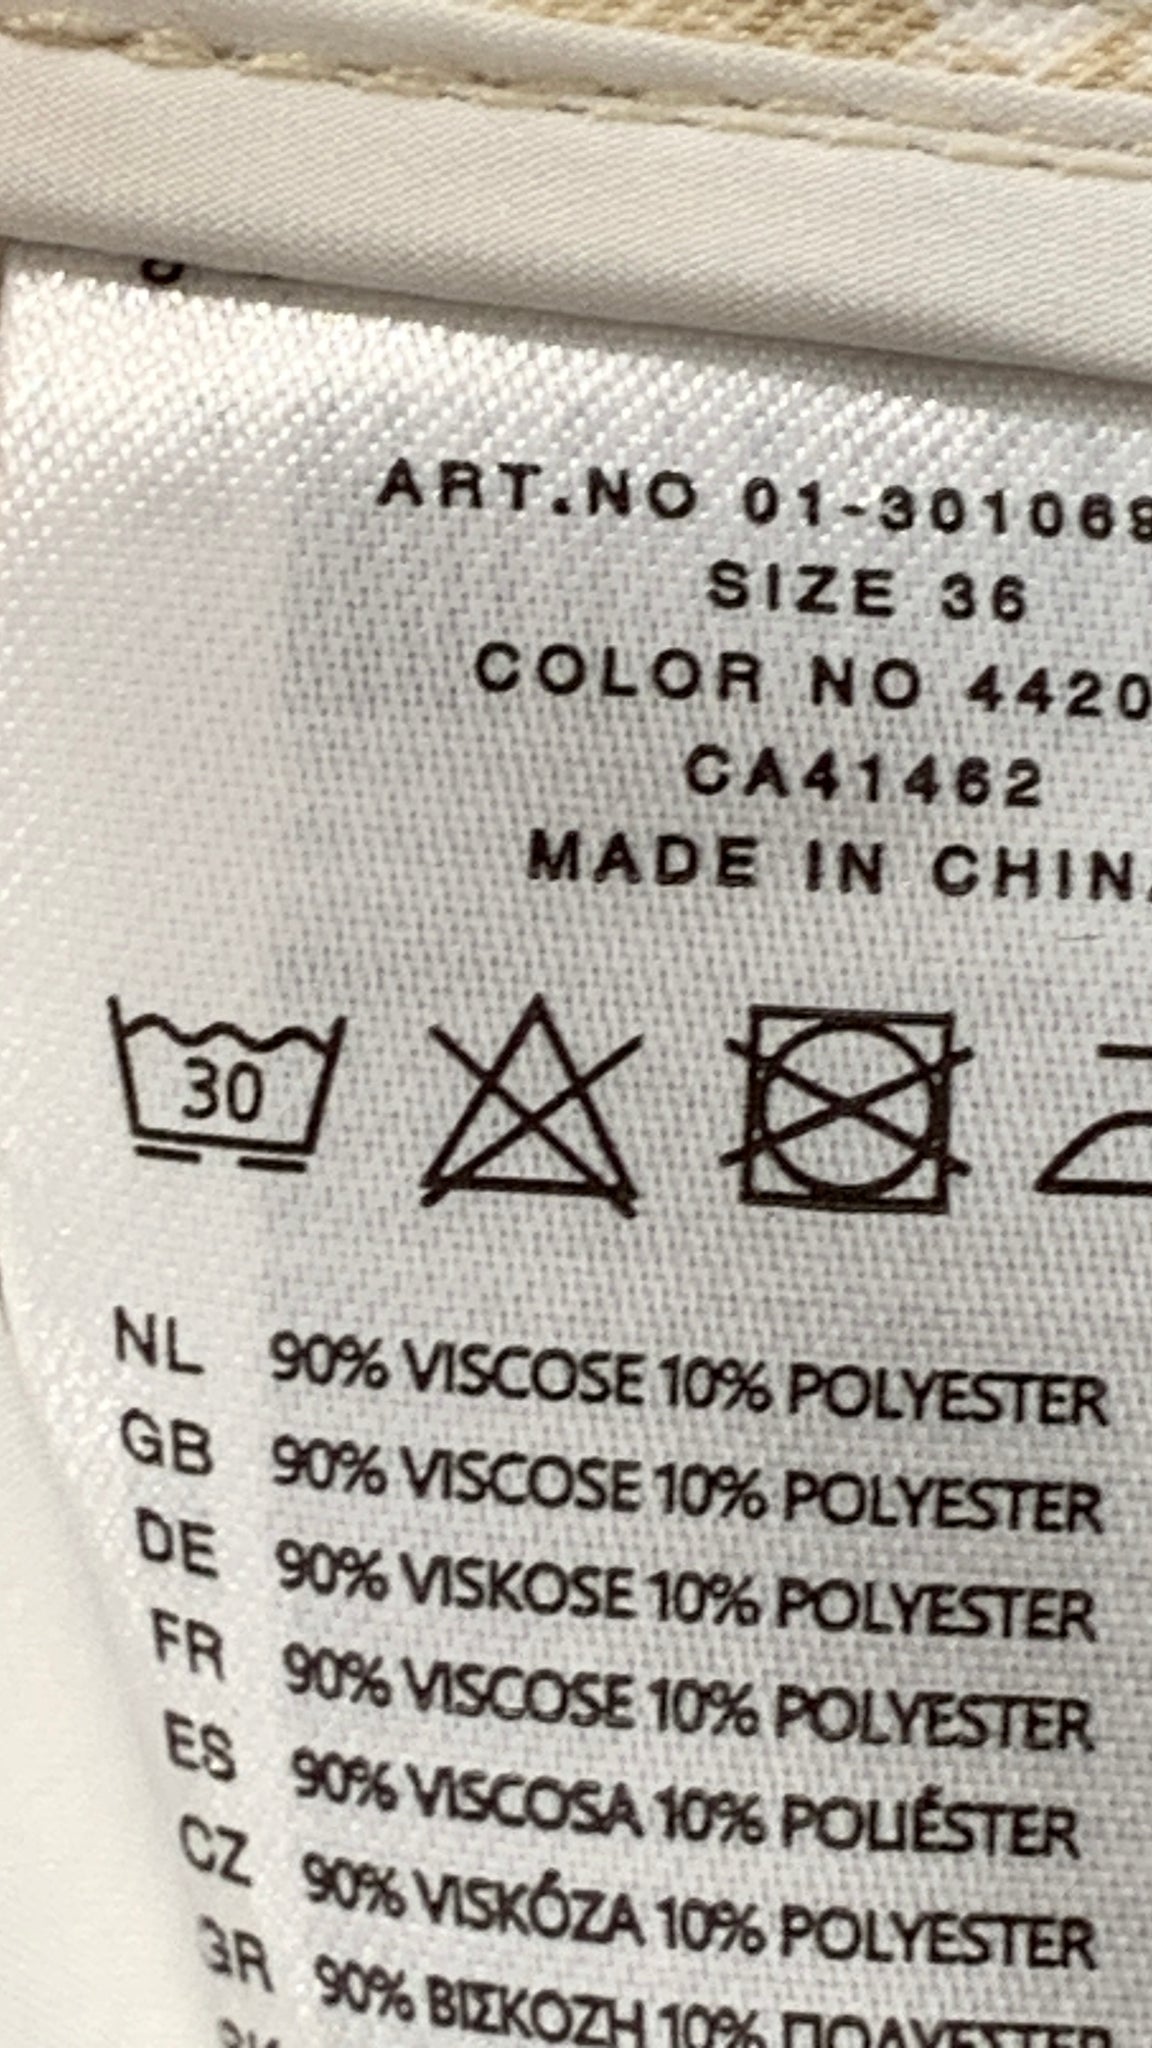 ART.NO 01-301069
SIZE 36
COLOR NO 4420
CA41462
MADE IN CHINA
30
NL 90% VISCOSE 10% POLYESTER
GB 90% VISCOSE 10% POLYESTER
DE 90% VISKOSE 10% POLYESTER
FR 90% VISCOSE 10% POLYESTER
ES 90% VISCOSA 10% POLIÉSTER
CZ 90% VISKÓZA 10% POLYESTER
GR 90% ΒΙΣΚΟΖΗ 10% ΠΟΛΥΕΣΤΕΡ